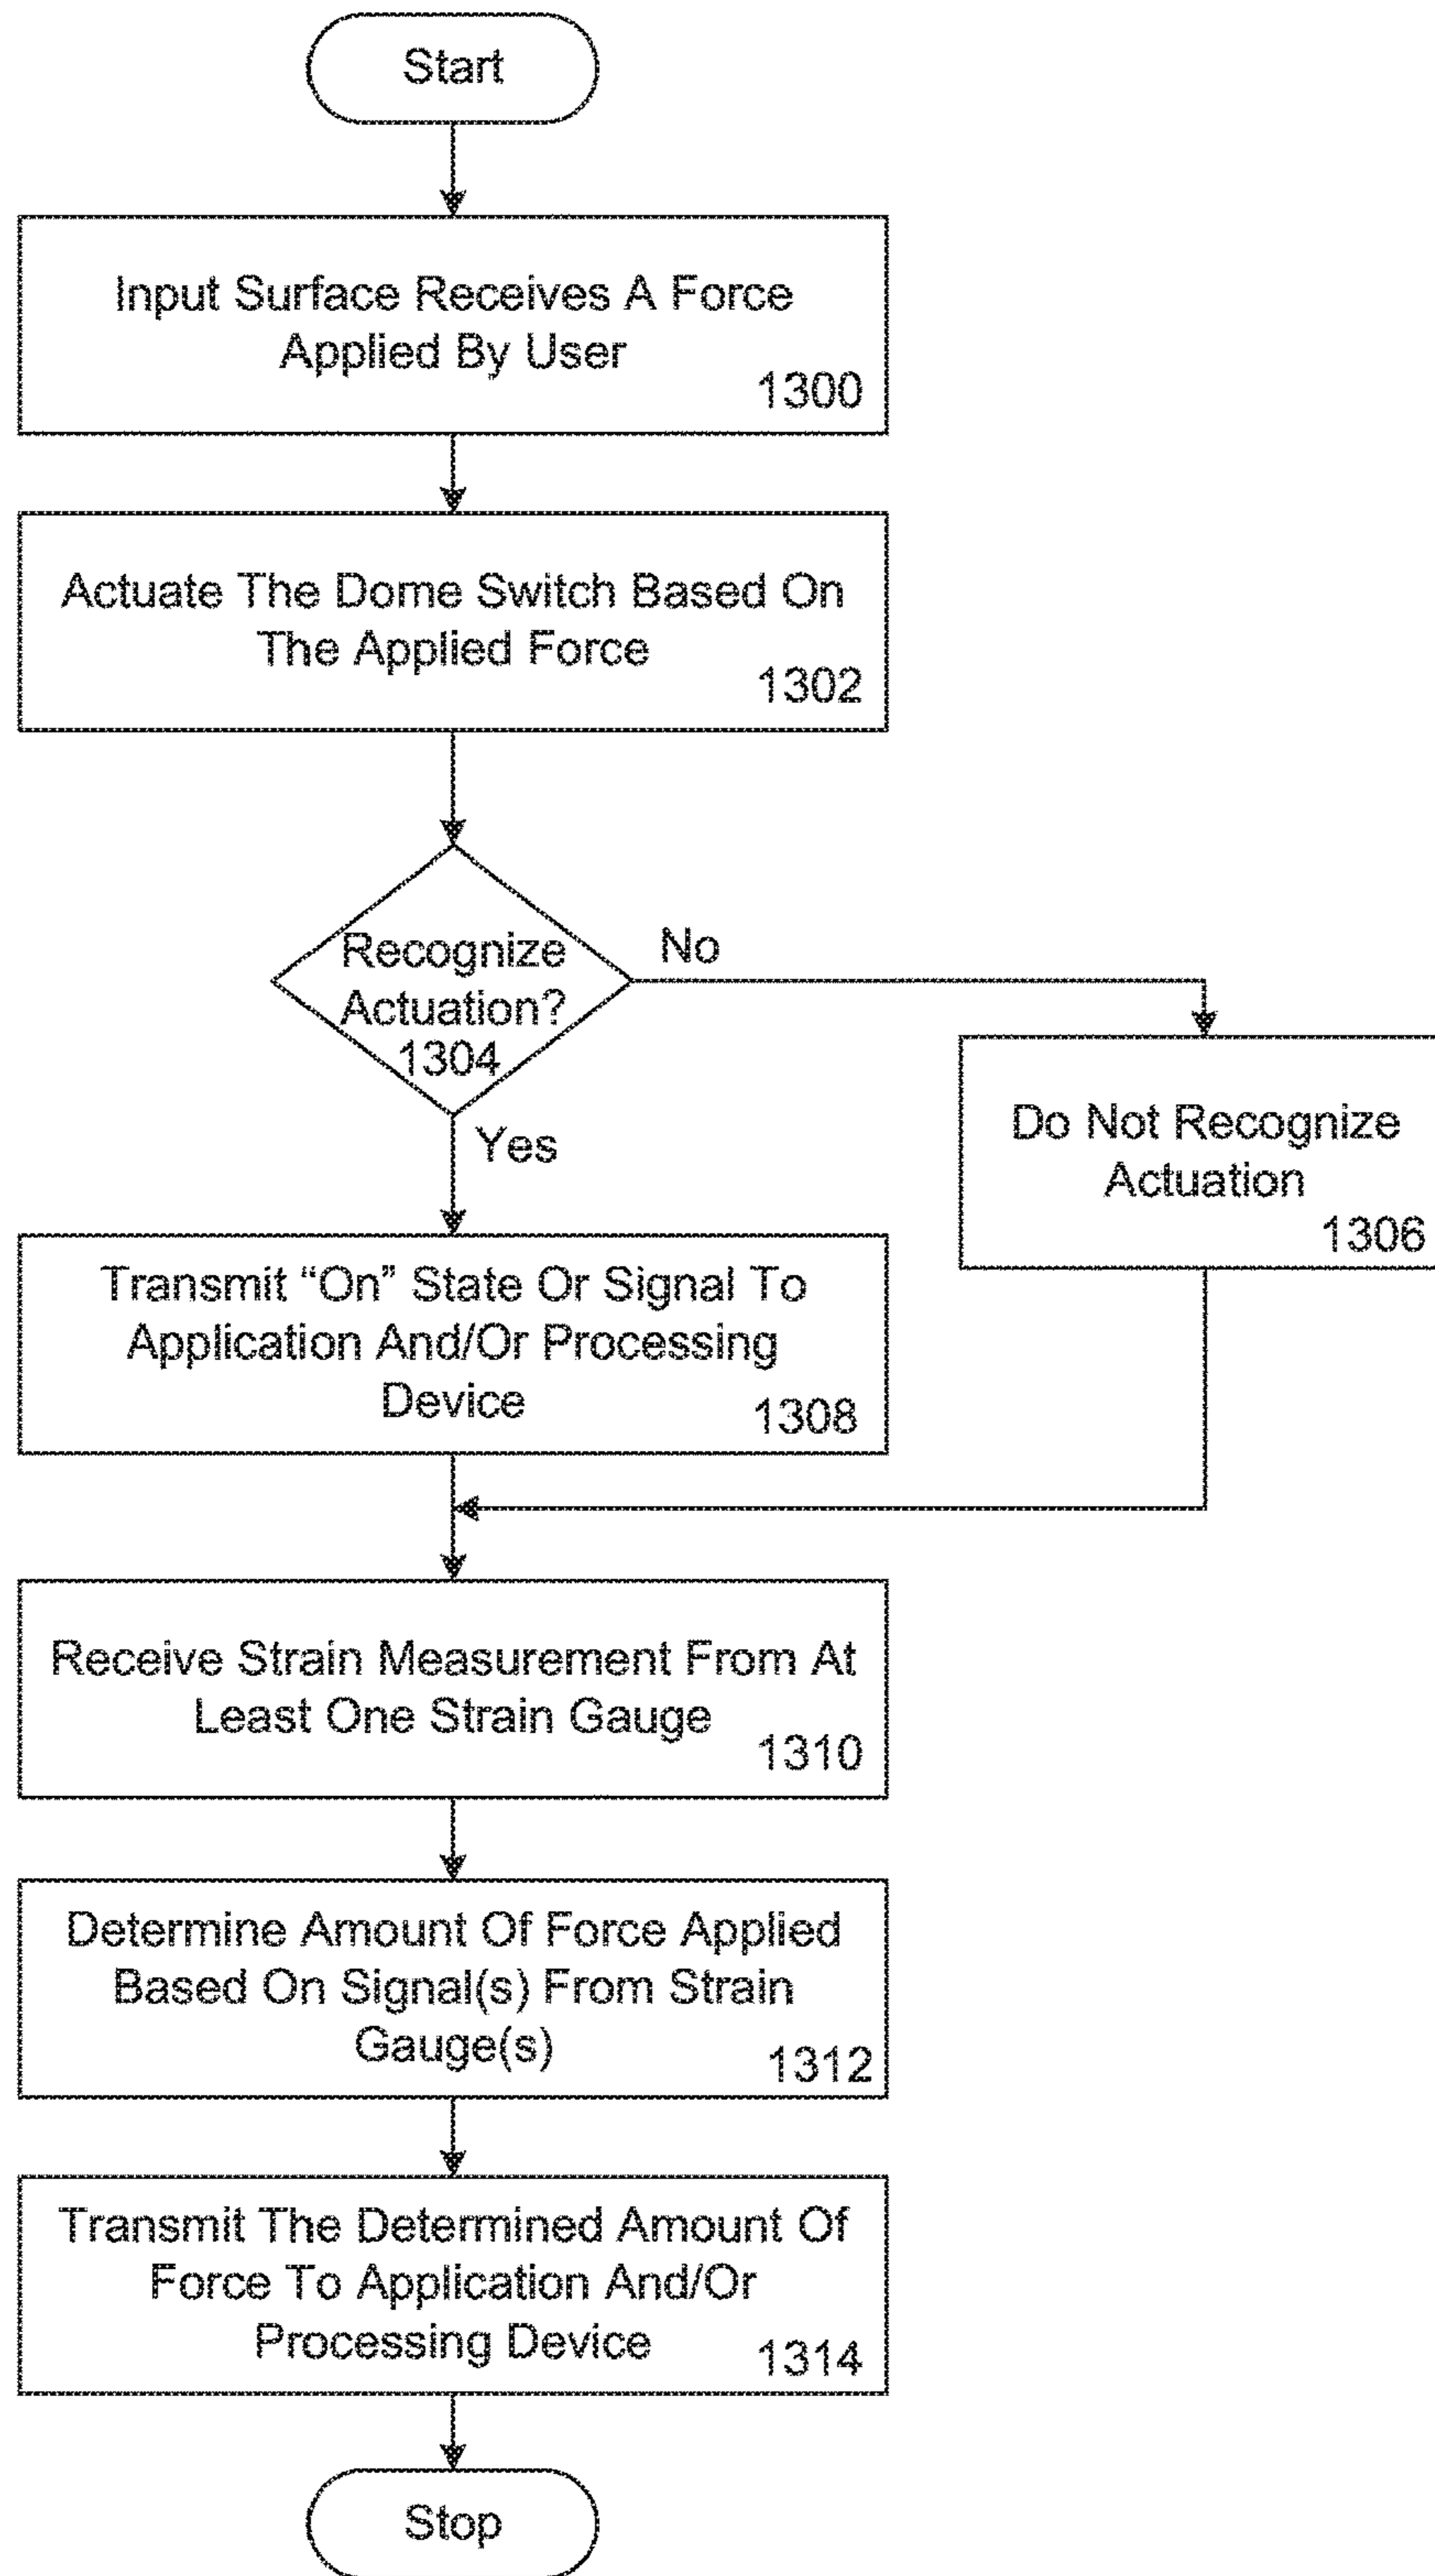 Start
Input Surface Receives A Force
Applied By User
1300
Actuate The Dome Switch Based On
The Applied Force
1302
Recognize
Actuation?
1304
No
Yes
Do Not Recognize
Actuation
1306
Transmit “On” State Or Signal To
Application And/Or Processing
Device
1308
Receive Strain Measurement From At
Least One Strain Gauge
1310
Determine Amount Of Force Applied
Based On Signal(s) From Strain
Gauge(s)
1312
Transmit The Determined Amount Of
Force To Application And/Or
Processing Device
1314
Stop